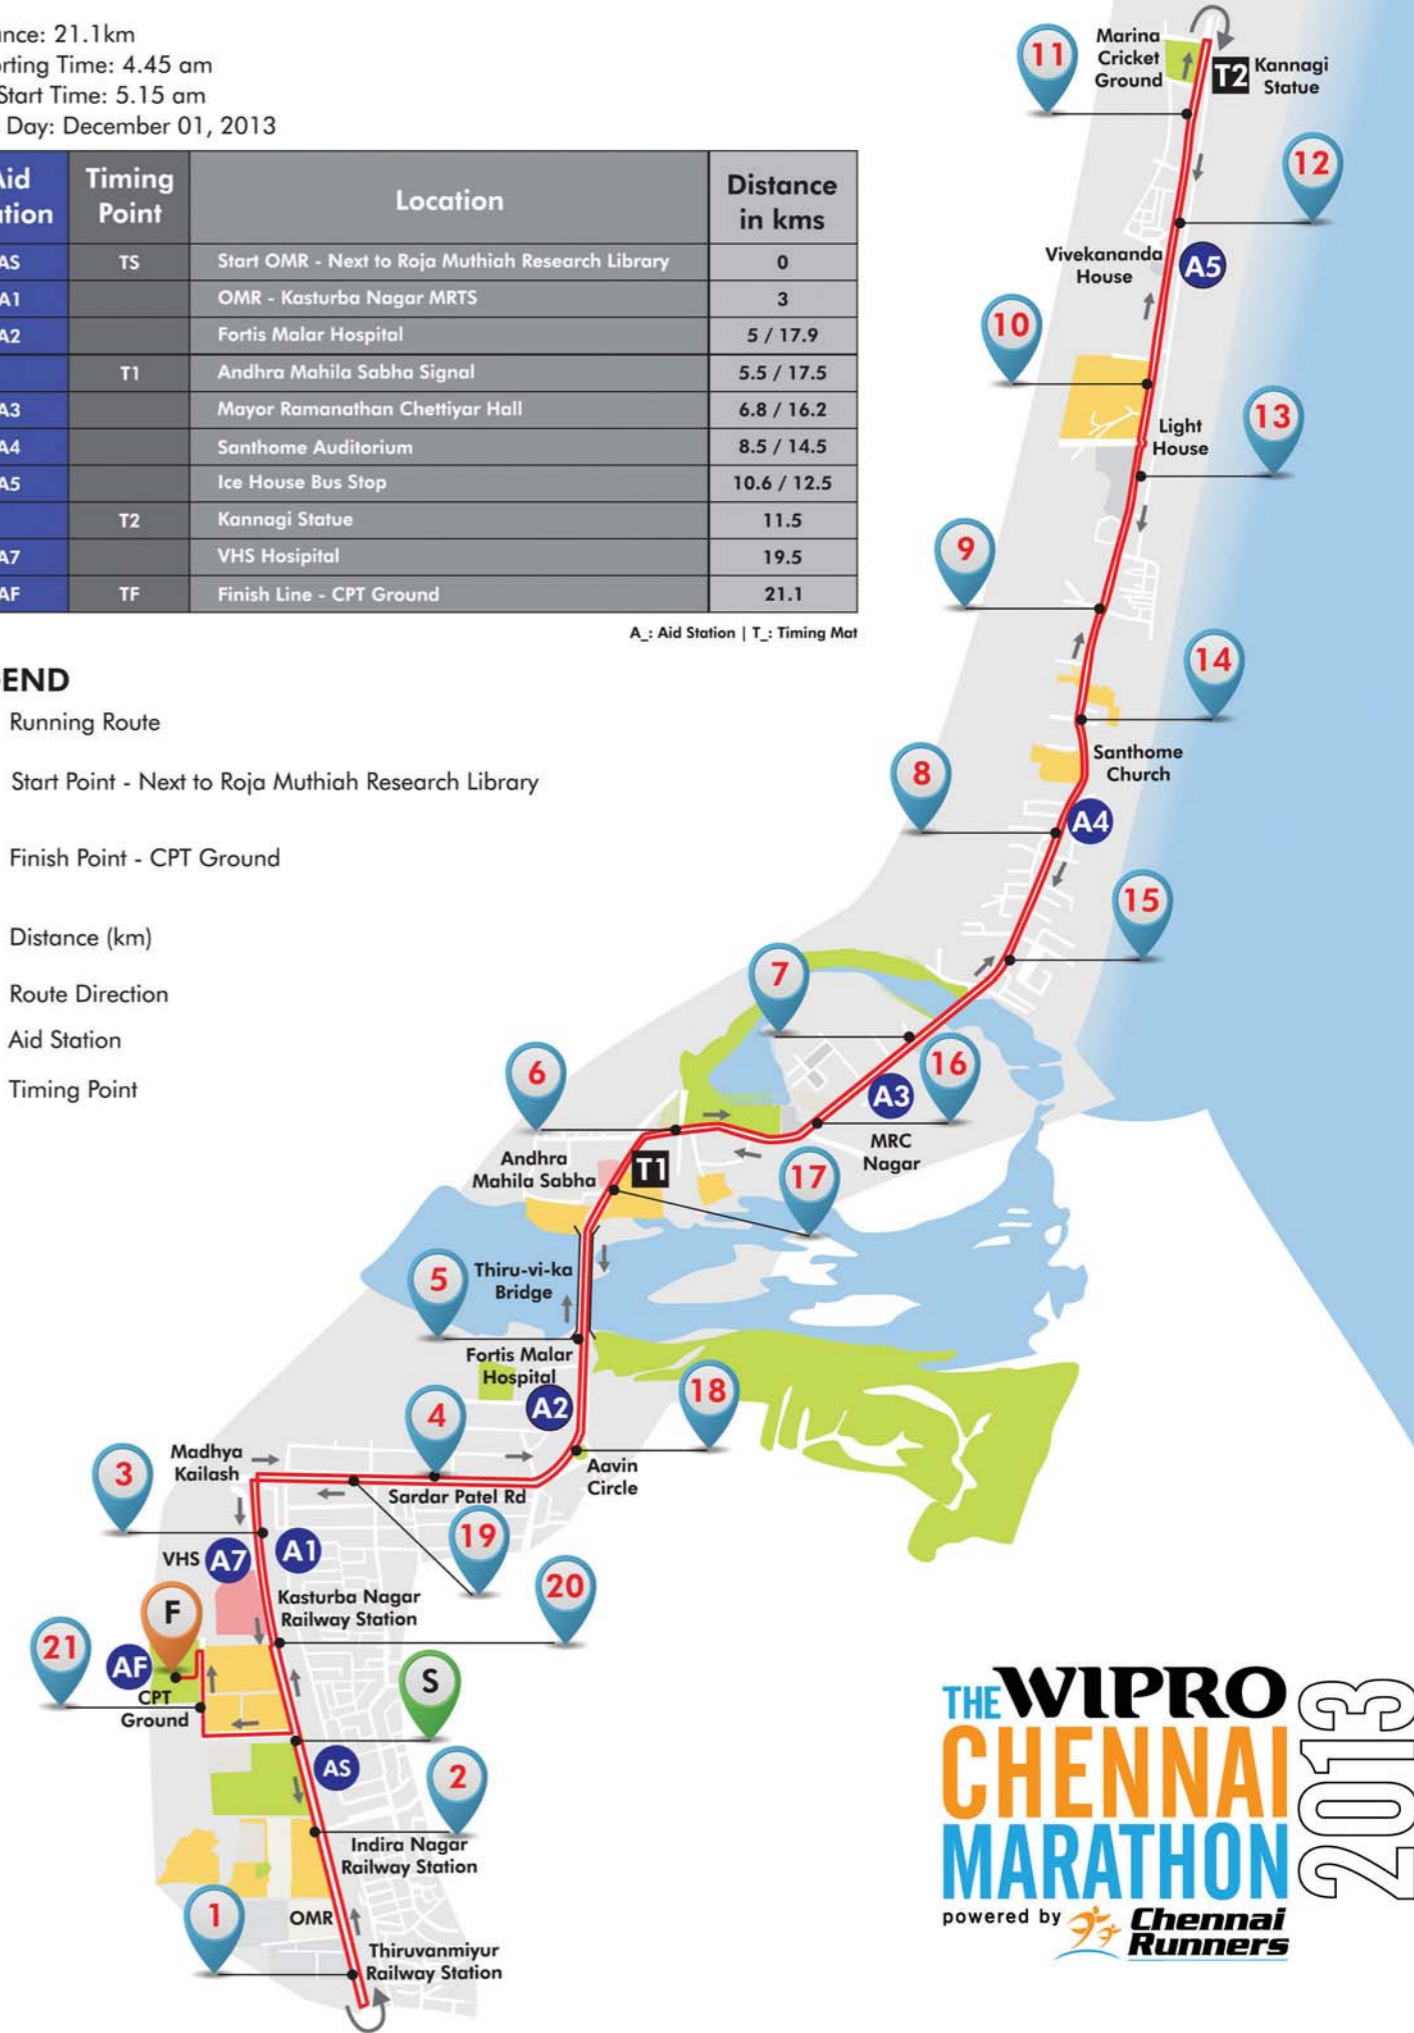 nce: 21.1km
rting Time: 4.45 am
Start Time: 5.15 am
Day: December 01, 2013
Aid
ation
Timing
Point
Location
Distance
in kms
AS TS Start OMR - Next to Roja Muthiah Research Library 0
A1 OMR - Kasturba Nagar MRTS 3
A2 Fortis Malar Hospital 5 / 17.9
T1 Andhra Mahila Sabha Signal 5.5 / 17.5
A3 Mayor Ramanathan Chettiyar Hall 6.8 / 16.2
A4 Santhome Auditorium 8.5 / 14.5
A5 Ice House Bus Stop 10.6 / 12.5
T2 Kannagi Statue 11.5
A7 VHS Hosipital 19.5
AF TF Finish Line - CPT Ground 21.1
A_: Aid Station | T_: Timing Mat
END
Running Route
Start Point - Next to Roja Muthiah Research Library
Finish Point - CPT Ground
Distance (km)
Route Direction
Aid Station
Timing Point
11
Marina
Cricket
Ground
T2
Kannagi
Statue
12
Vivekananda
House
A5
10
Light
House
13
9
14
Santhome
Church
8
A4
15
7
16
A3
MRC
Nagar
6
Andhra
Mahila Sabha
T1
17
5
Thiru-vi-ka
Bridge
Fortis Malar
Hospital
A2
18
4
Aavin
Circle
Madhya
Kailash
3
Sardar Patel Rd
19
VHS
A7
A1
20
Kasturba Nagar
Railway Station
F
21
AF
CPT
Ground
S
AS
2
Indira Nagar
Railway Station
1
OMR
Thiruvanmiyur
Railway Station
THE WIPRO
CHENNAI
MARATHON
2013
powered by Chennai
Runners